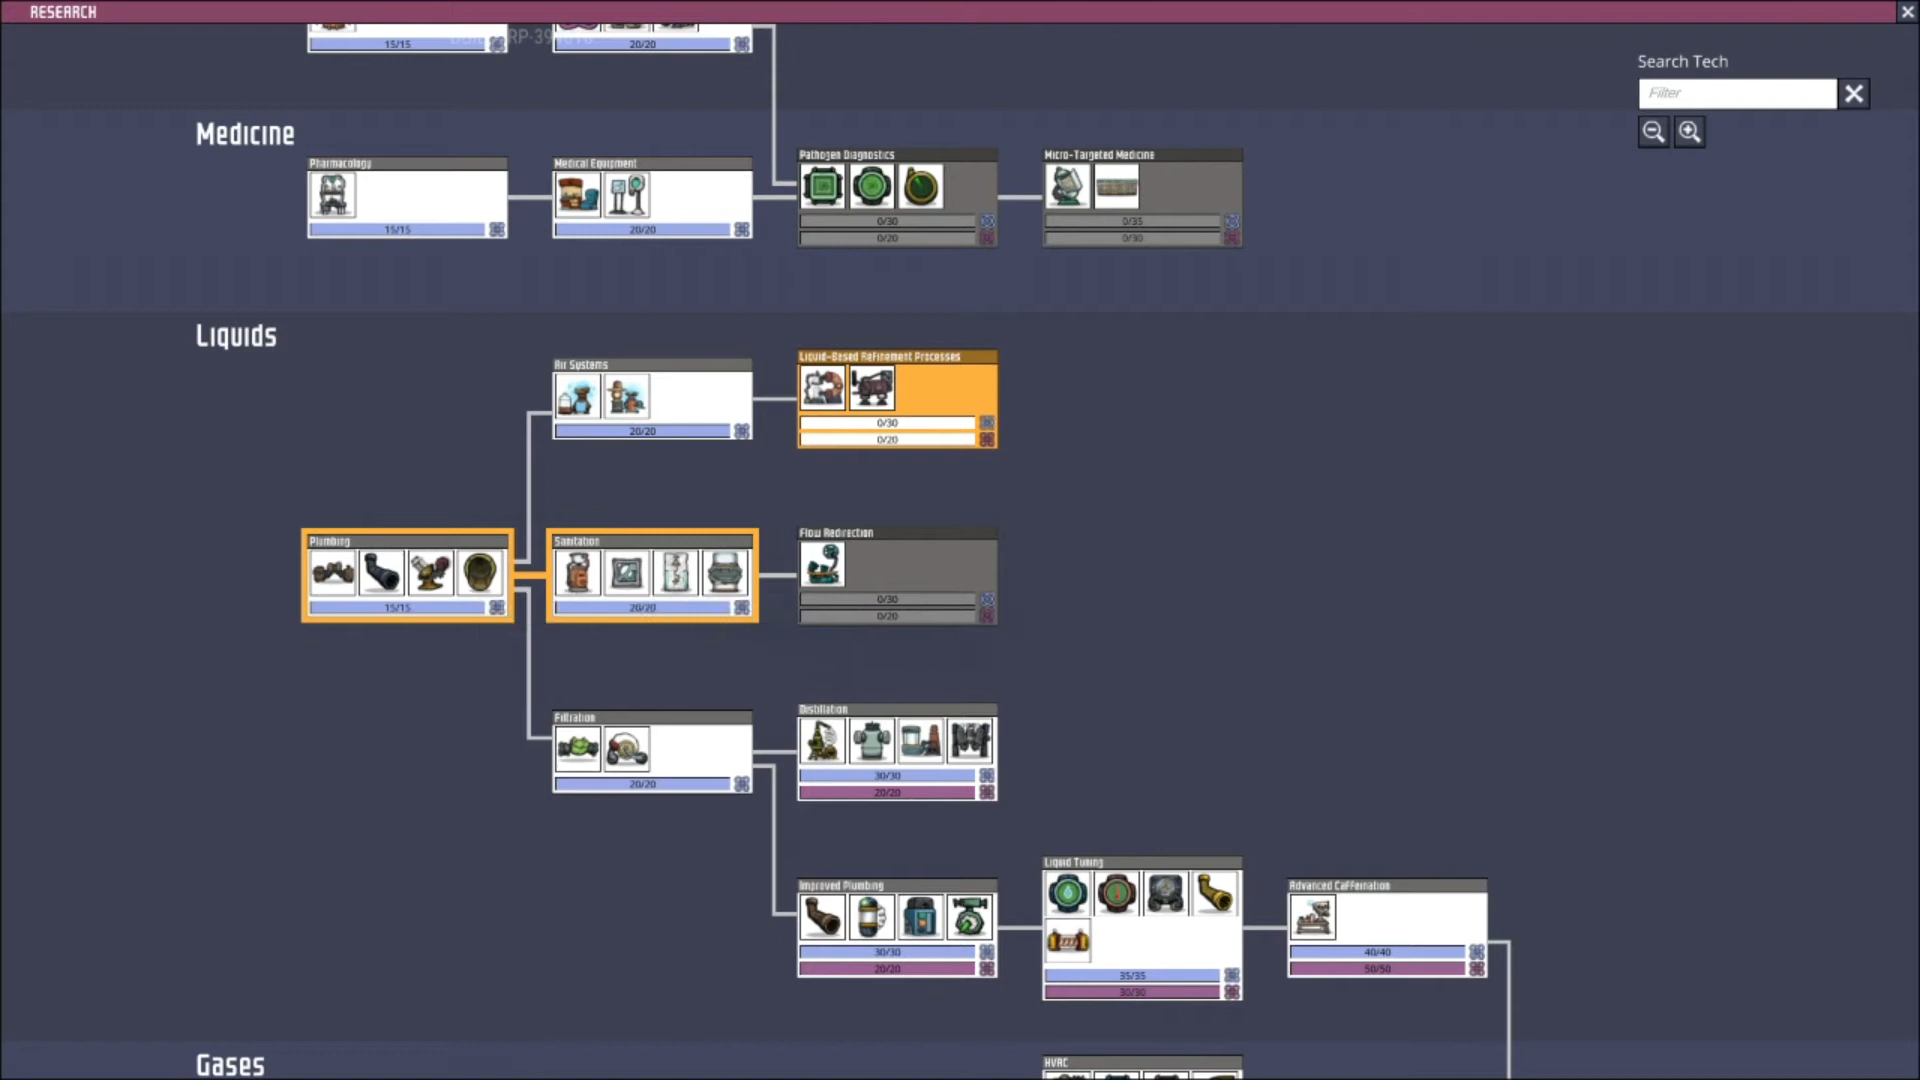 RESEARCH
15/15
20/20
Search Tech
Filter
Medicine
Pharmacology
15/15
Medical Equipment
20/20
Pathogen Diagnostics
0/30
0/20
Micro-Targeted Medicine
0/35
0/30
Liquids
Air Systems
20/20
Liquid-Based Refinement Processes
0/30
0/20
Plumbing
15/15
Sanitation
20/20
Flow Redirection
0/30
0/20
Filtration
20/20
Distillation
30/30
20/20
Improved Plumbing
30/30
20/20
Liquid Tuning
35/35
30/30
Advanced Caffeination
40/40
50/50
Gases
HVAC